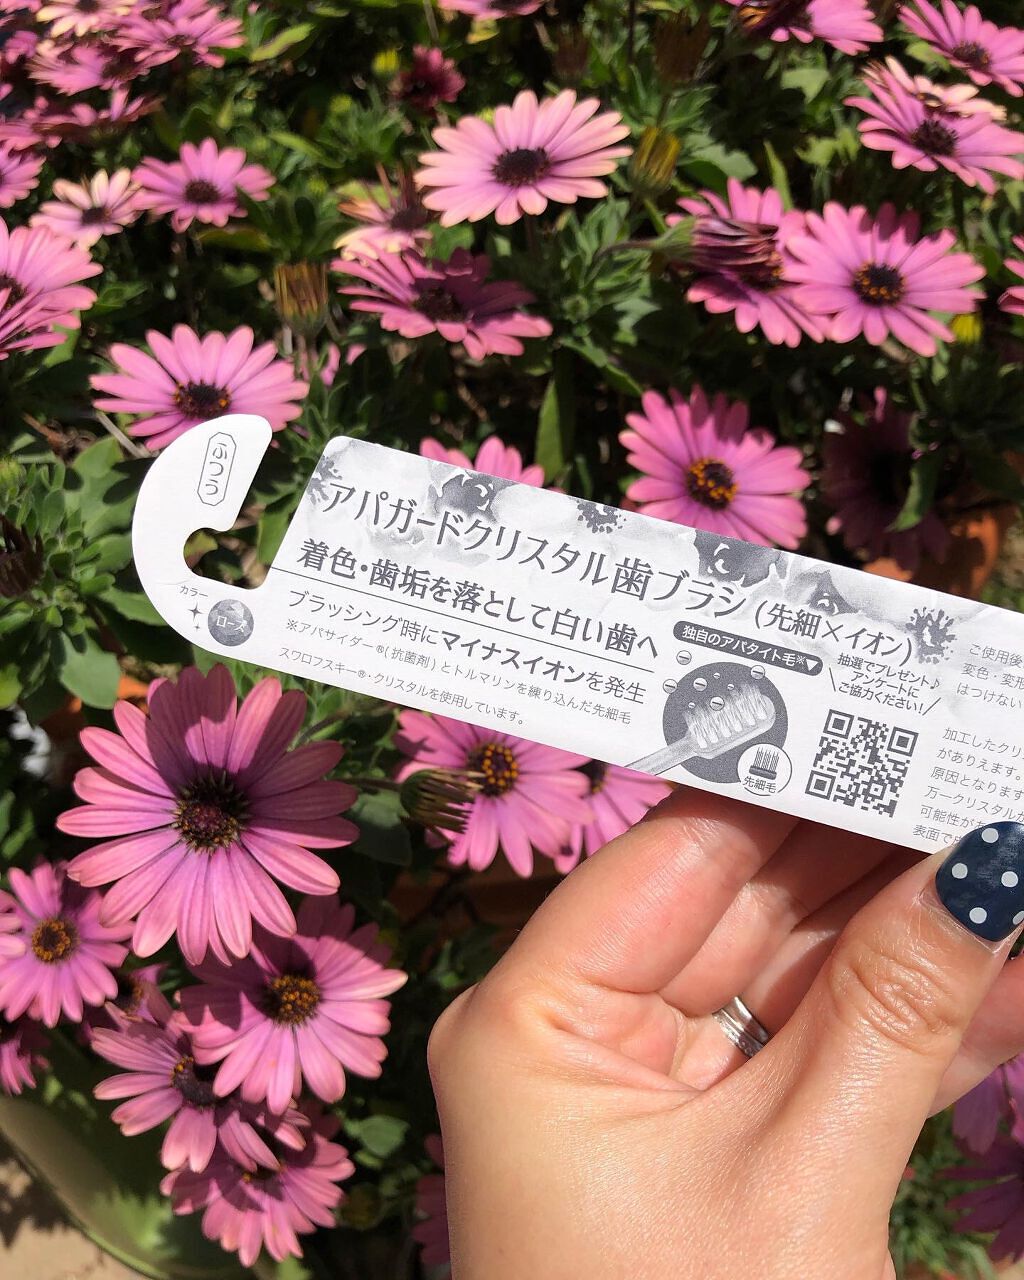 ふつう
カラー
ローズ
アパガードクリスタル歯ブラシ(先細×イオン)
着色・歯垢を落として白い歯へ
ブラッシング時にマイナスイオンを発生
※アパサイダー®(抗菌剤)とトルマリンを練り込んだ先細毛
スワロフスキー®・クリスタルを使用しています。
独自のアパタイト毛※
先細毛
抽選でプレゼント♪
アンケートに
ご協力ください!
ご使用後
変色・変形
はつけない
加工したクリ
がありえます。
原因となります
万一クリスタルが
可能性があ
表面で